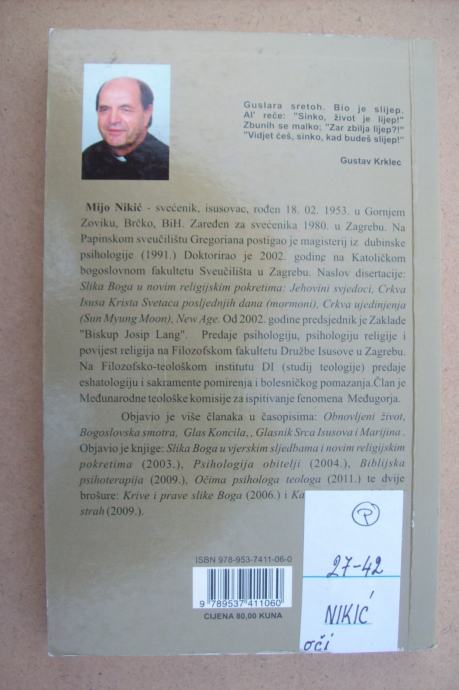 Guslara sretoh. Bio je slijep.
Al' reče: "Sinko, život je lijep!"
Zbunih se malko; "Zar zbilja lijep?!"
"Vidjet ćeš, sinko, kad budeš slijep!"
Gustav Krklec
Mijo Nikić - svećenik, isusovac, rođen 18. 02. 1953. u Gornjem
Zoviku, Brčko, BiH. Zaređen za svećenika 1980. u Zagrebu. Na
Papinskom sveučilištu Gregoriana postigao je magisterij iz dubinske
psihologije (1991.) Doktorirao je 2002. godine na Katoličkom
bogoslovnom fakultetu Sveučilišta u Zagrebu. Naslov disertacije:
Slika Boga u novim religijskim pokretima: Jehovini svjedoci, Crkva
Isusa Krista Svetaca posljednjih dana (mormoni), Crkva ujedinjenja
(Sun Myung Moon), New Age. Od 2002. godine predsjednik je Zaklade
"Biskup Josip Lang". Predaje psihologiju, psihologiju religije i
povijest religija na Filozofskom fakultetu Družbe Isusove u Zagrebu.
Na Filozofsko-teološkom institutu DI (studij teologije) predaje
eshatologiju i sakramente pomirenja i bolesničkog pomazanja.Član je
Međunarodne teološke komisije za ispitivanje fenomena Međugorja.
Objavio je više članaka u časopisima: Obnovljeni život,
Bogoslovska smotra, Glas Koncila,, Glasnik Srca Isusova i Marijina .
Objavio je knjige: Slika Boga u vjerskim sljedbama i novim religijskim
pokretima (2003.), Psihologija obitelji (2004.), Biblijska
psihoterapija (2009.), Očima psihologa teologa (2011.) te dvije
brošure: Krive i prave slike Boga (2006.) i Ka
strah (2009.).
P
27-42
NIKIĆ
oči
ISBN 978-953-7411-06-0
9 789537 411060
CIJENA 80,00 KUNA